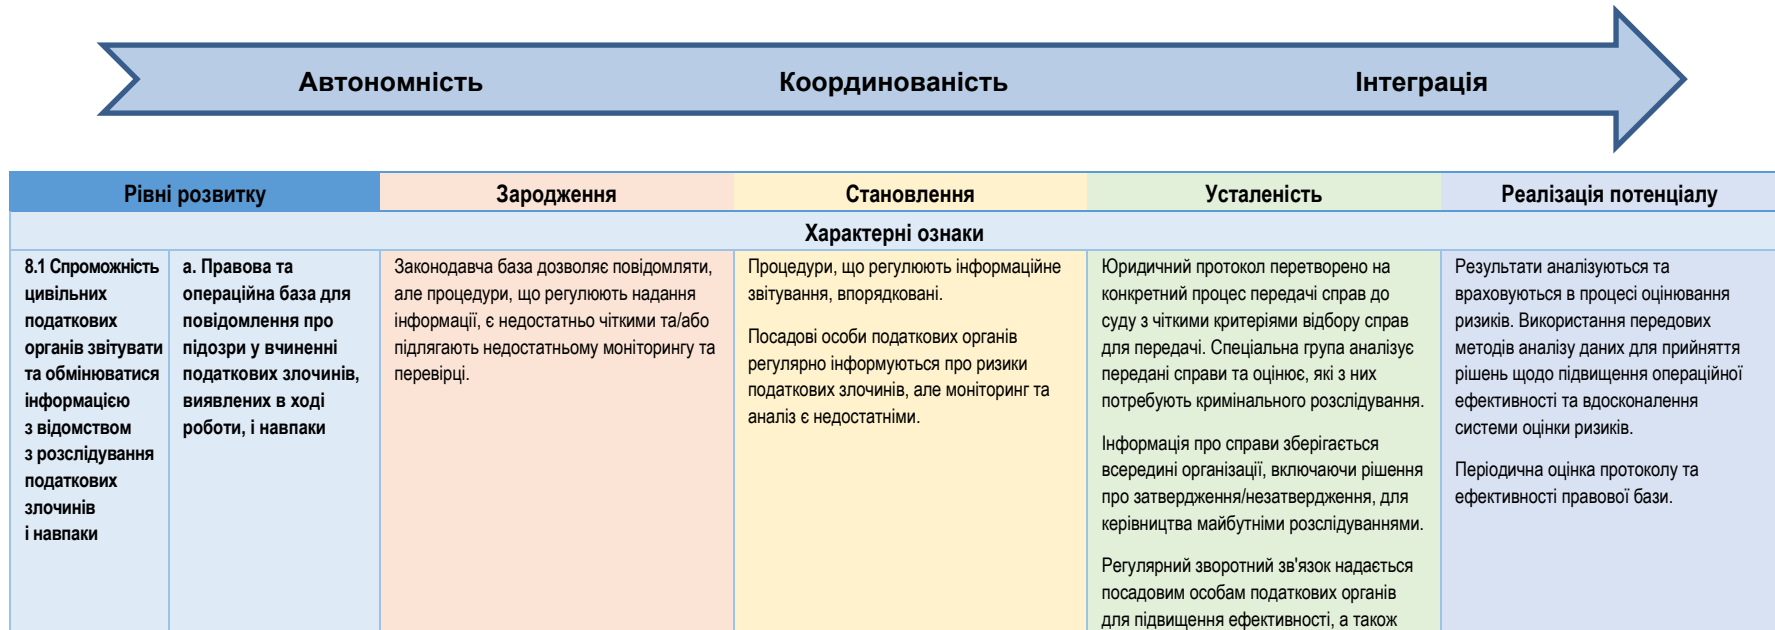 Автономність Координованість Інтеграція
Рівні розвитку Зародження Становлення Усталеність Реалізація потенціалу
Характерні ознаки
8.1 Спроможність
цивільних
податкових
органів звітувати
та обмінюватися
інформацією
з відомством
з розслідування
податкових
злочинів
і навпаки
а. Правова та
операційна база для
повідомлення про
підозри у вчиненні
податкових злочинів,
виявлених в ході
роботи, і навпаки
Законодавча база дозволяє повідомляти,
але процедури, що регулюють надання
інформації, є недостатньо чіткими та/або
підлягають недостатньому моніторингу та
перевірці.
Процедури, що регулюють інформаційне
звітування, впорядковані.
Посадові особи податкових органів
регулярно інформуються про ризики
податкових злочинів, але моніторинг та
аналіз є недостатніми.
Юридичний протокол перетворено на
конкретний процес передачі справ до
суду з чіткими критеріями відбору справ
для передачі. Спеціальна група аналізує
передані справи та оцінює, які з них
потребують кримінального розслідування.
Інформація про справи зберігається
всередині організації, включаючи рішення
про затвердження/незатвердження, для
керівництва майбутніми розслідуваннями.
Регулярний зворотній зв'язок надається
посадовим особам податкових органів
для підвищення ефективності, а також
Результати аналізуються та
враховуються в процесі оцінювання
ризиків. Використання передових
методів аналізу даних для прийняття
рішень щодо підвищення операційної
ефективності та вдосконалення
системи оцінки ризиків.
Періодична оцінка протоколу та
ефективності правової бази.